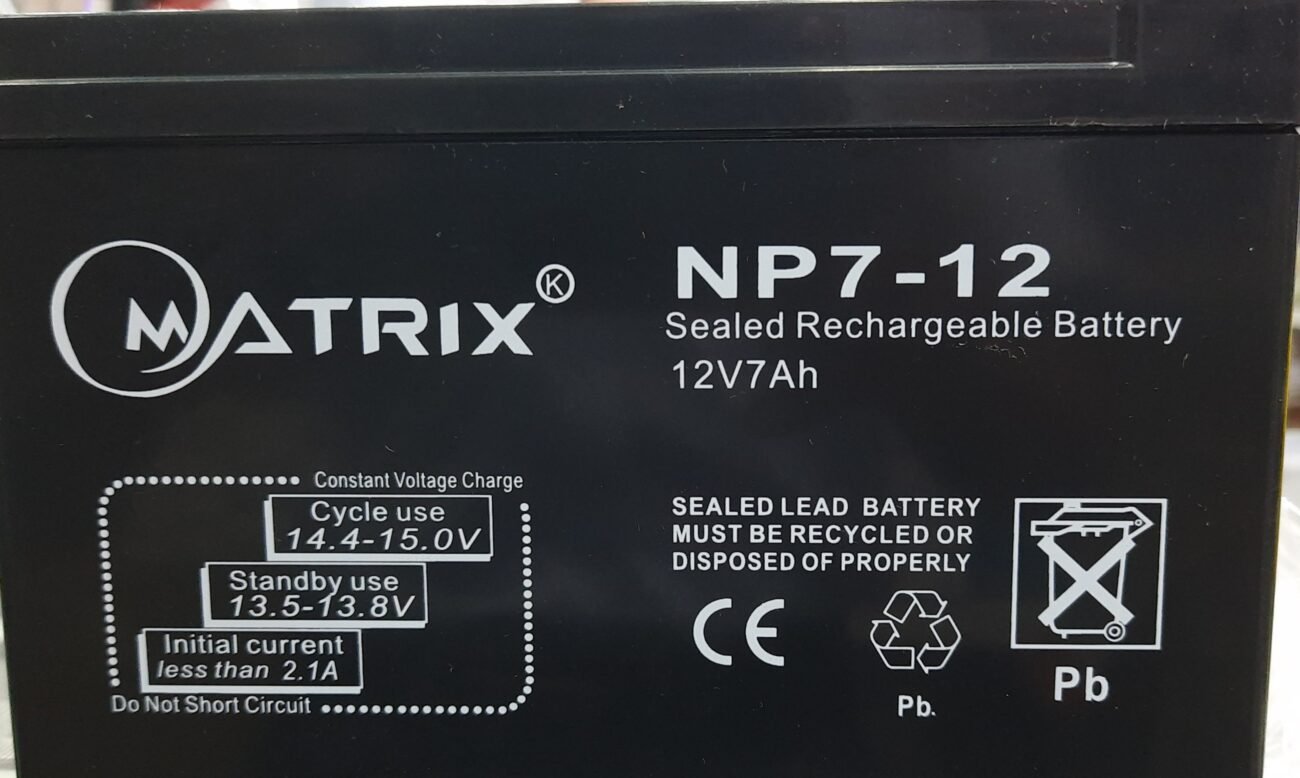 MATRIX K
NP7-12
Sealed Rechargeable Battery
12V7Ah
Constant Voltage Charge
Cycle use
14.4-15.0V
Standby use
13.5-13.8V
Initial current
less than 2.1A
Do Not Short Circuit
SEALED LEAD BATTERY
MUST BE RECYCLED OR
DISPOSED OF PROPERLY
CE
Pb.
Pb